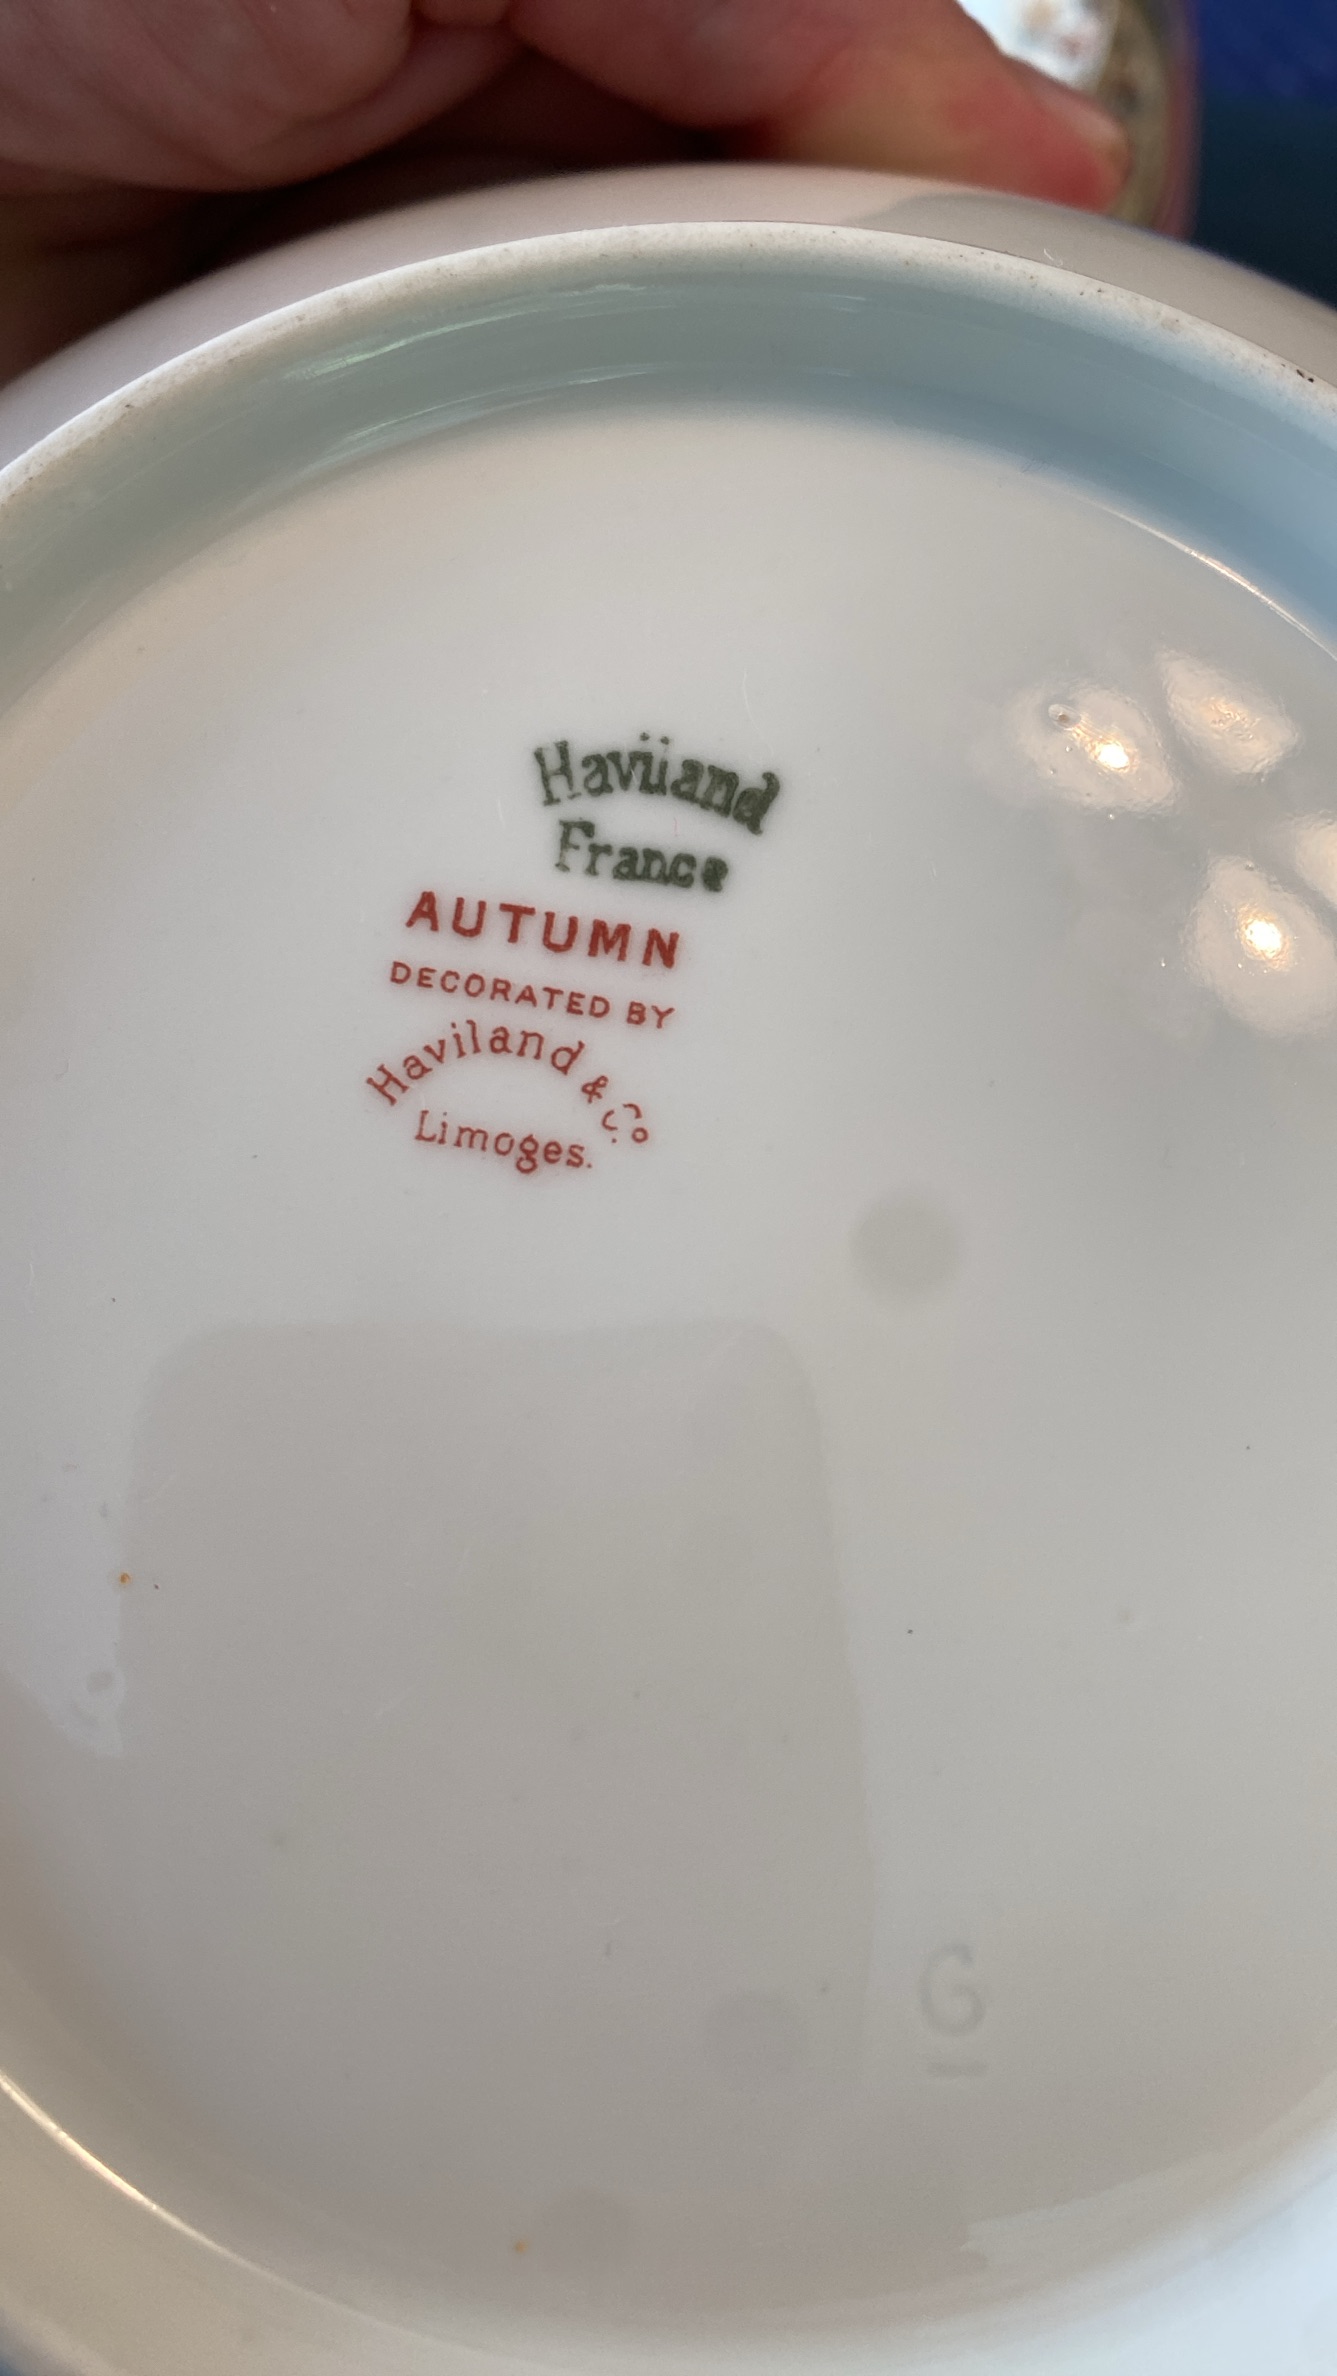 Haviland
France
AUTUMN
DECORATED BY
Haviland & Co
Limoges.
G